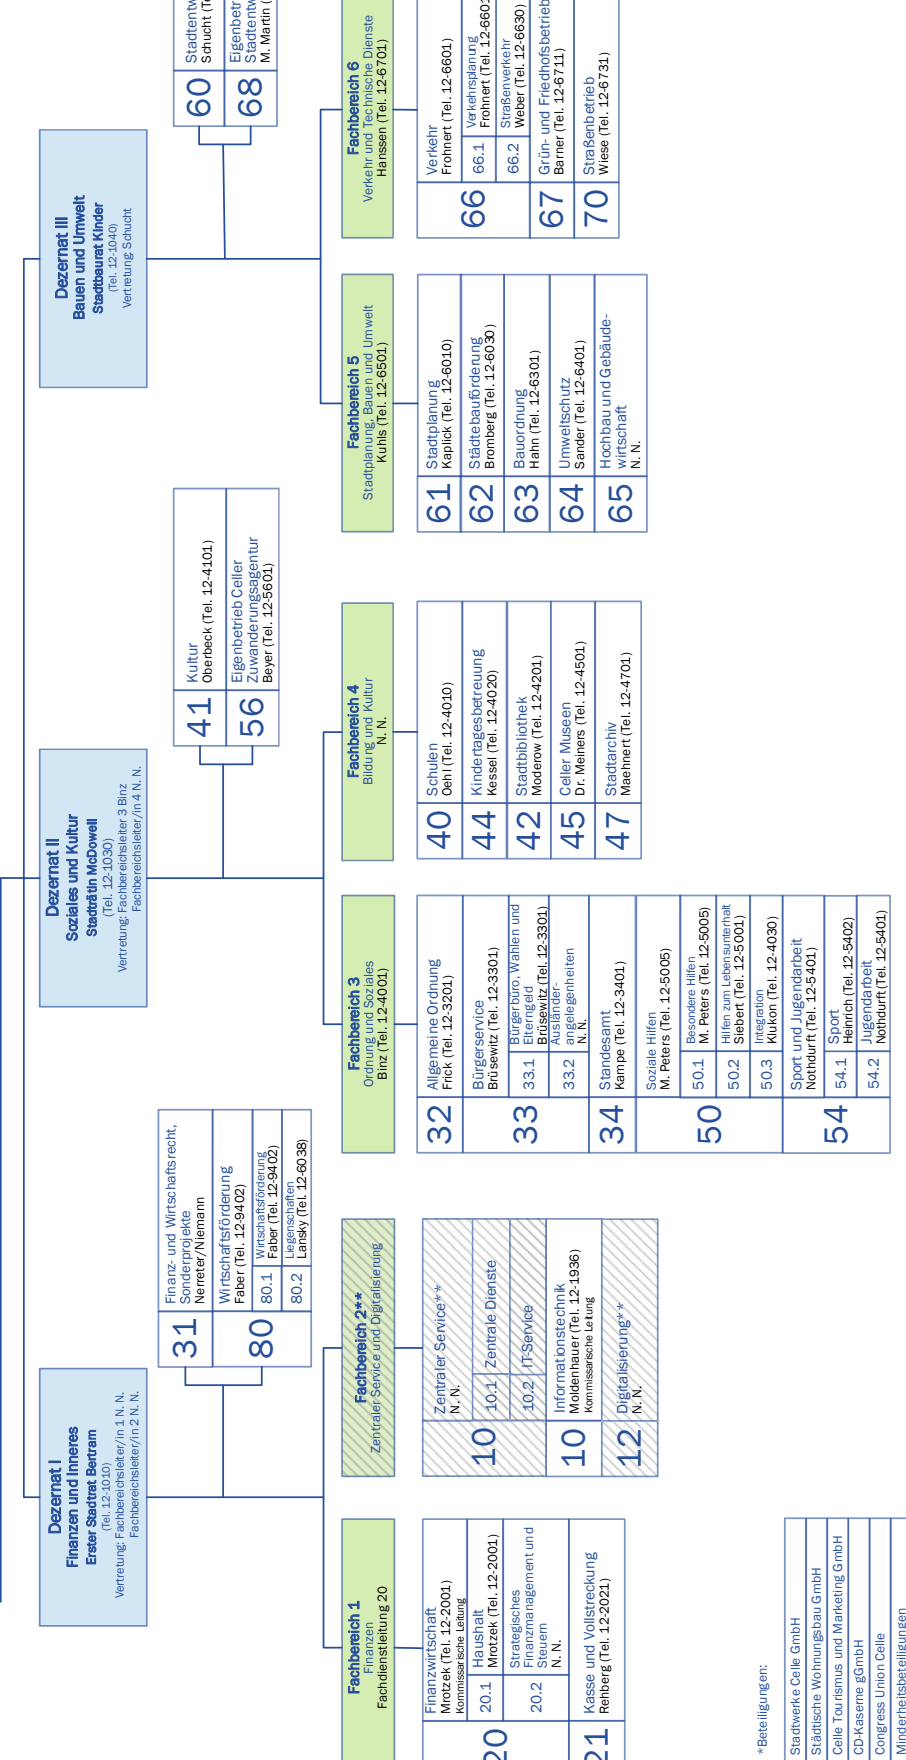 Dezernat I
Finanzen und Inneres
Erster Stadtrat Bertram
(Tel. 12-1010)
Vertretung: Fachbereichsleiter/in 1 N. N.
Fachbereichsleiter/in 2 N. N.
31
Finanz- und Wirtschaftsrecht,
Sonderprojekte
Nerreter/Niemann
80
Wirtschaftsförderung
Faber (Tel. 12-9402)
80.1
Wirtschaftsförderung
Faber (Tel. 12-9402)
80.2
Liegenschaften
Lansky (Tel. 12-6038)
Fachbereich 1
Finanzen
Fachdienstleitung 20
20
Finanzwirtschaft
Mrotzek (Tel. 12-2001)
Kommissarische Leitung
20.1
Haushalt
Mrotzek (Tel. 12-2001)
20.2
Strategisches
Finanzmanagement und
Steuern
N. N.
21
Kasse und Vollstreckung
Rehberg (Tel. 12-2021)
Fachbereich 2**
Zentraler Service und Digitalisierung
10
Zentraler Service**
N. N.
10.1
Zentrale Dienste
10.2
IT-Service
10
Informationstechnik
Moldenhauer (Tel. 12-1936)
Kommissarische Leitung
12
Digitalisierung**
N. N.
Dezernat II
Soziales und Kultur
Stadträtin McDowell
(Tel. 12-1030)
Vertretung: Fachbereichsleiter 3 Binz
Fachbereichsleiter/in 4 N. N.
41
Kultur
Oberbeck (Tel. 12-4101)
56
Eigenbetrieb Celler
Zuwanderungsagentur
Beyer (Tel. 12-5601)
Fachbereich 3
Ordnung und Soziales
Binz (Tel. 12-4001)
32
Allgemeine Ordnung
Frick (Tel. 12-3201)
33
Bürgerservice
Brüsewitz (Tel. 12-3301)
33.1
Bürgerbüro, Wahlen und
Elterngeld
Brüsewitz (Tel. 12-3301)
33.2
Ausländer-
angelegenheiten
N. N.
34
Standesamt
Kampe (Tel. 12-3401)
50
Soziale Hilfen
M. Peters (Tel. 12-5005)
50.1
Besondere Hilfen
M. Peters (Tel. 12-5005)
50.2
Hilfen zum Lebensunterhalt
Siebert (Tel. 12-5001)
50.3
Integration
Klukon (Tel. 12-4030)
54
Sport und Jugendarbeit
Nothdurft (Tel. 12-5401)
54.1
Sport
Heinrich (Tel. 12-5402)
54.2
Jugendarbeit
Nothdurft (Tel. 12-5401)
Fachbereich 4
Bildung und Kultur
N. N.
40
Schulen
Oehl (Tel. 12-4010)
44
Kindertagesbetreuung
Kessel (Tel. 12-4020)
42
Stadtbibliothek
Moderow (Tel. 12-4201)
45
Celler Museen
Dr. Meiners (Tel. 12-4501)
47
Stadtarchiv
Maehnert (Tel. 12-4701)
Dezernat III
Bauen und Umwelt
Stadtbaurat Kinder
(Tel. 12-1040)
Vertretung: Schucht
60
Stadtentw
Schucht (Te
68
Eigenbetr
Stadtentw
M. Martin (
Fachbereich 5
Stadtplanung, Bauen und Umwelt
Kuhls (Tel. 12-6501)
61
Stadtplanung
Kaplick (Tel. 12-6010)
62
Städtebauförderung
Bromberg (Tel. 12-6030)
63
Bauordnung
Hahn (Tel. 12-6301)
64
Umweltschutz
Sander (Tel. 12-6401)
65
Hochbau und Gebäude-
wirtschaft
N. N.
Fachbereich 6
Verkehr und Technische Dienste
Hanssen (Tel. 12-6701)
66
Verkehr
Frohnert (Tel. 12-6601)
66.1
Verkehrsplanung
Frohnert (Tel. 12-6601
66.2
Straßenverkehr
Weber (Tel. 12-6630)
67
Grün- und Friedhofsbetrieb
Barner (Tel. 12-6711)
70
Straßenbetrieb
Wiese (Tel. 12-6731)
*Beteiligungen:
Stadtwerke Celle GmbH
Städtische Wohnungsbau GmbH
Celle Tourismus und Marketing GmbH
CD-Kaserne gGmbH
Congress Union Celle
Minderheitsbeteiligungen